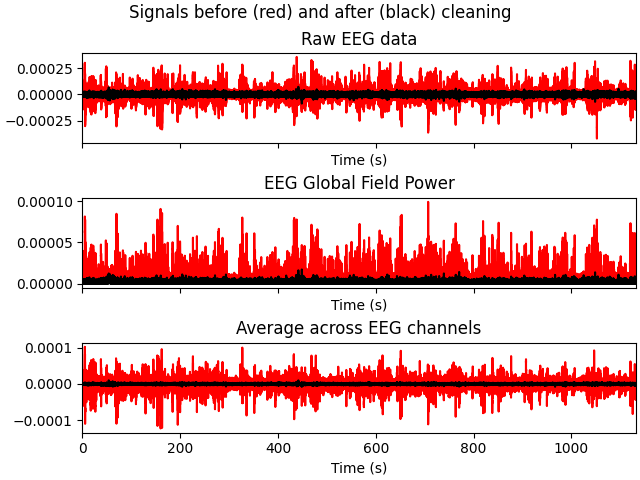 Signals before (red) and after (black) cleaning
Raw EEG data
0.00025
0.00000
−0.00025
Time (s)
EEG Global Field Power
0.00010
0.00005
0.00000
Time (s)
Average across EEG channels
0.0001
0.0000
−0.0001
0 200 400 600 800 1000
Time (s)